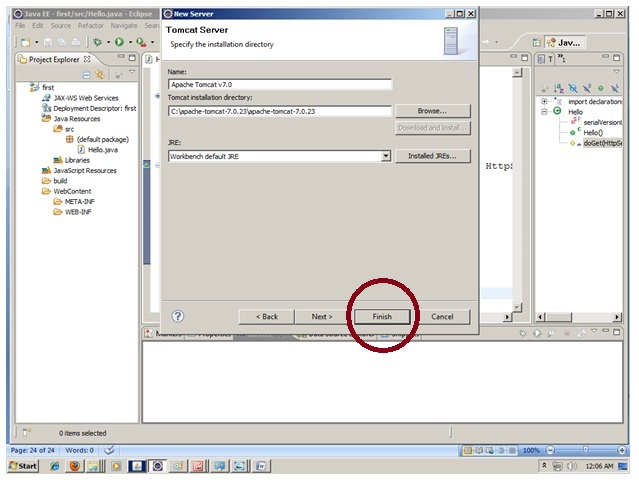 Java EE - first/src/Hello.java - Eclipse
File Edit Source Refactor Navigate Sear
Java...
Project Explorer
first
JAX-WS Web Services
Deployment Descriptor: first
Java Resources
src
(default package)
Hello.java
Libraries
JavaScript Resources
build
WebContent
META-INF
WEB-INF
New Server
Tomcat Server
Specify the installation directory
Name:
Apache Tomcat v7.0
Tomcat installation directory:
C:\apache-tomcat-7.0.23\apache-tomcat-7.0.23
Browse...
Download and Install...
JRE:
Workbench default JRE
Installed JREs...
< Back
Next >
Finish
Cancel
HttpS
import declarations
Hello
serialVersionU
Hello()
doGet(HttpSe
Markers Properties
0 items selected
Page: 24 of 24 Words: 0
100%
Start
12:06 AM